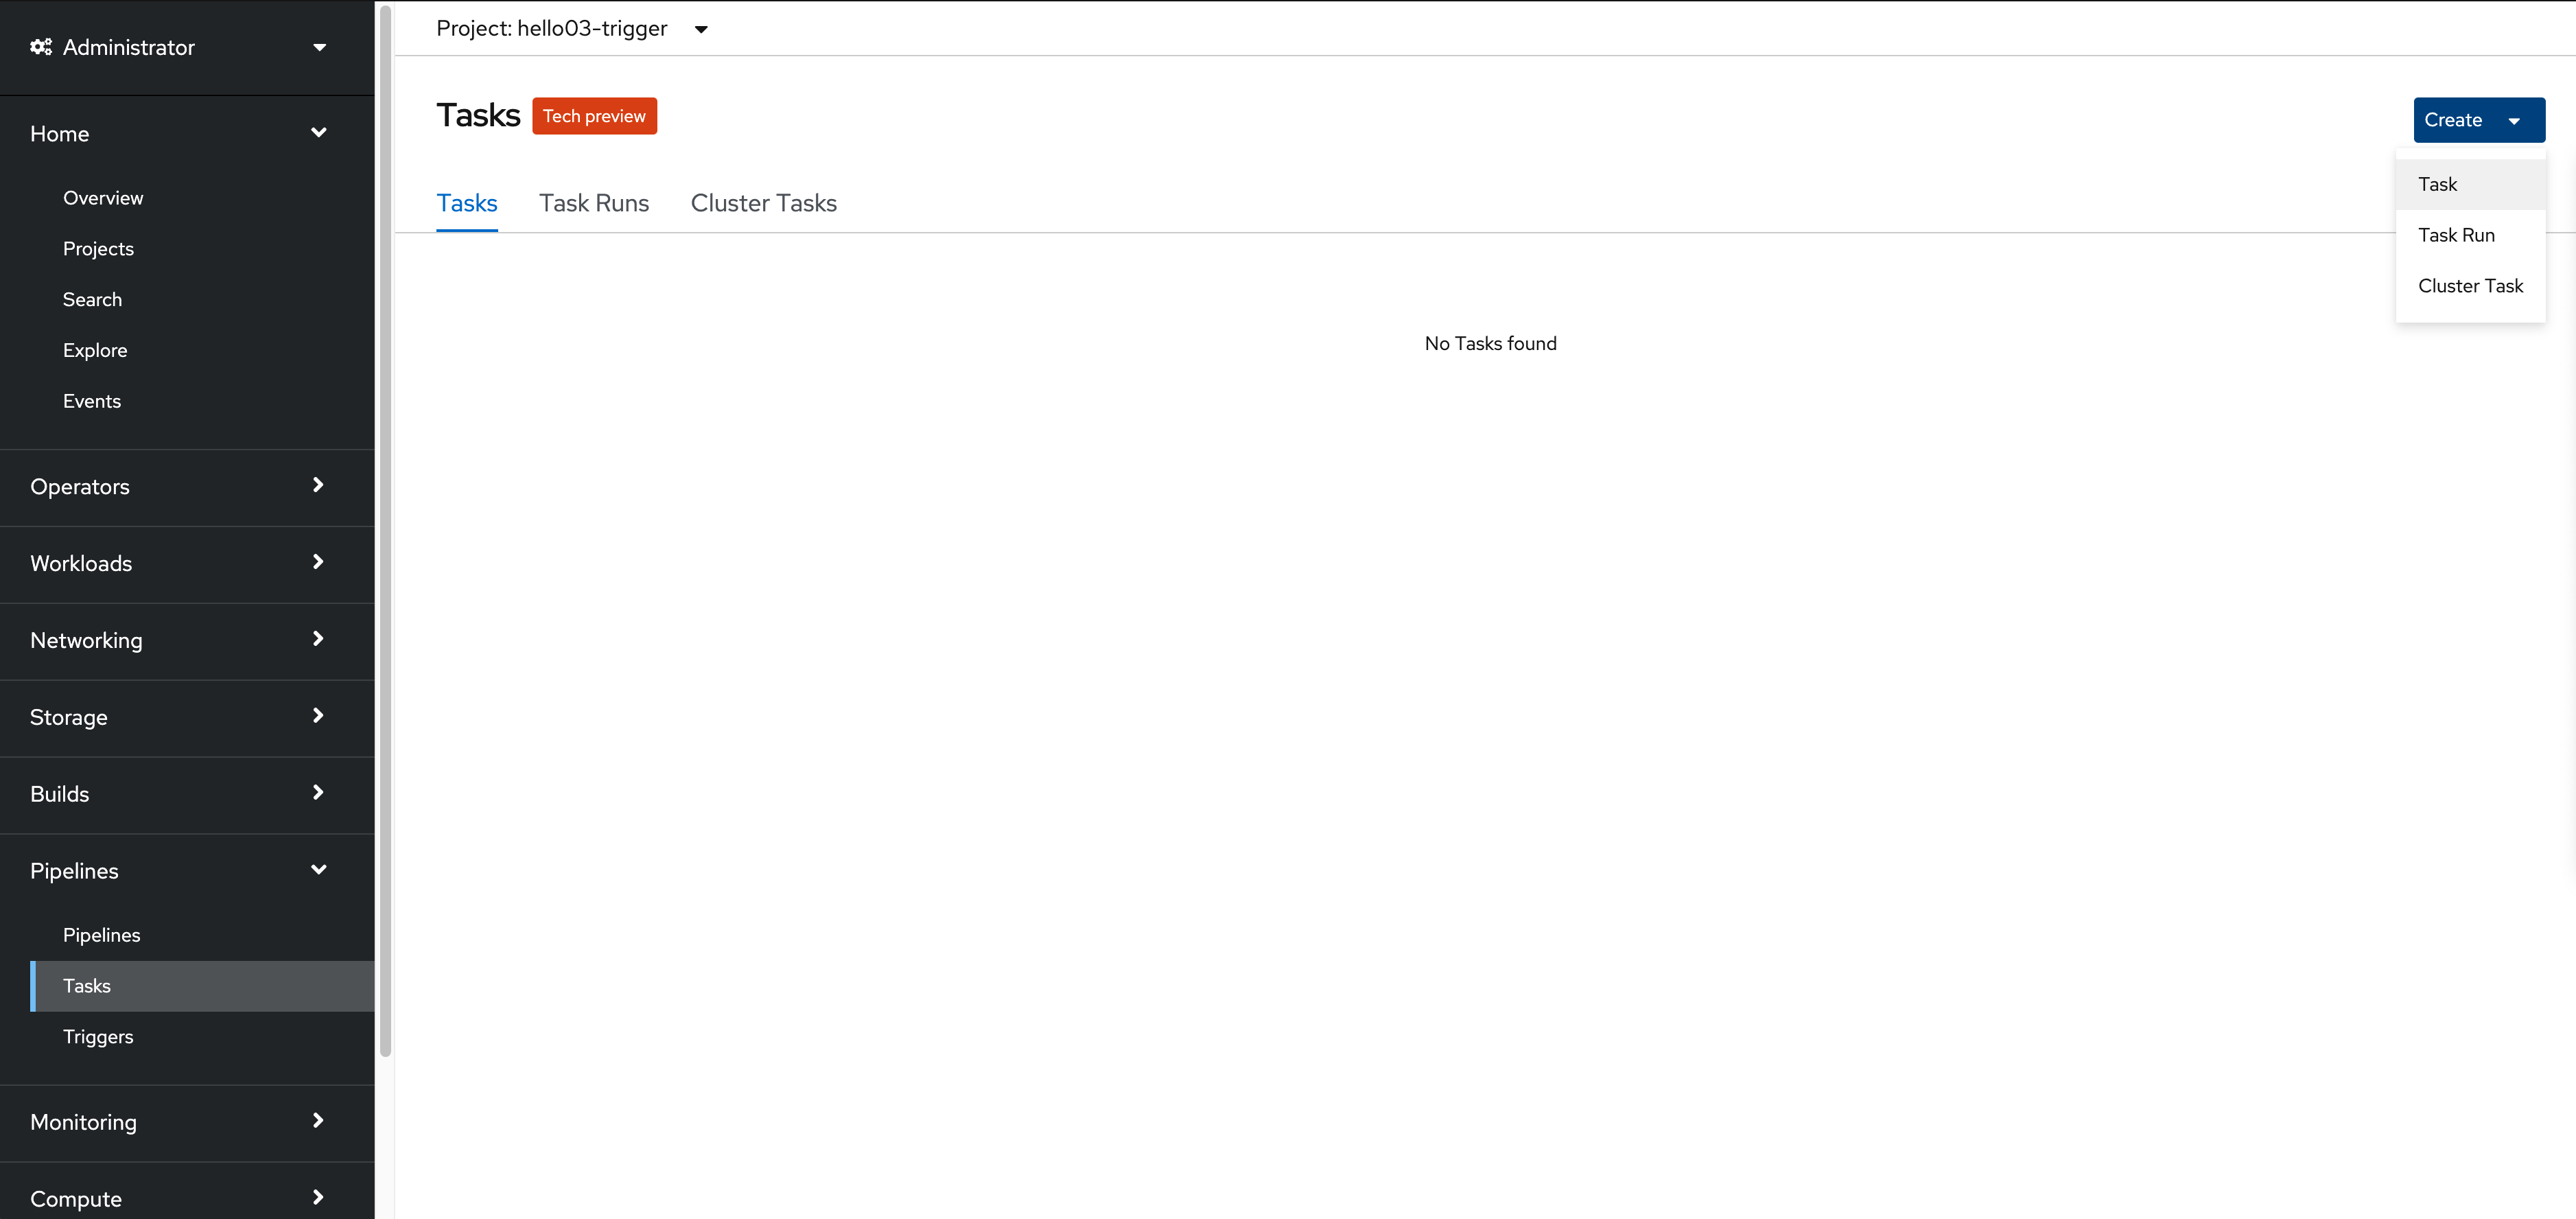 Administrator
Home
Overview
Projects
Search
Explore
Events
Operators
Workloads
Networking
Storage
Builds
Pipelines
Pipelines
Tasks
Triggers
Monitoring
Compute
Project: hello03-trigger
Tasks Tech preview
Create
Task
Task Run
Cluster Task
Tasks Task Runs Cluster Tasks
No Tasks found